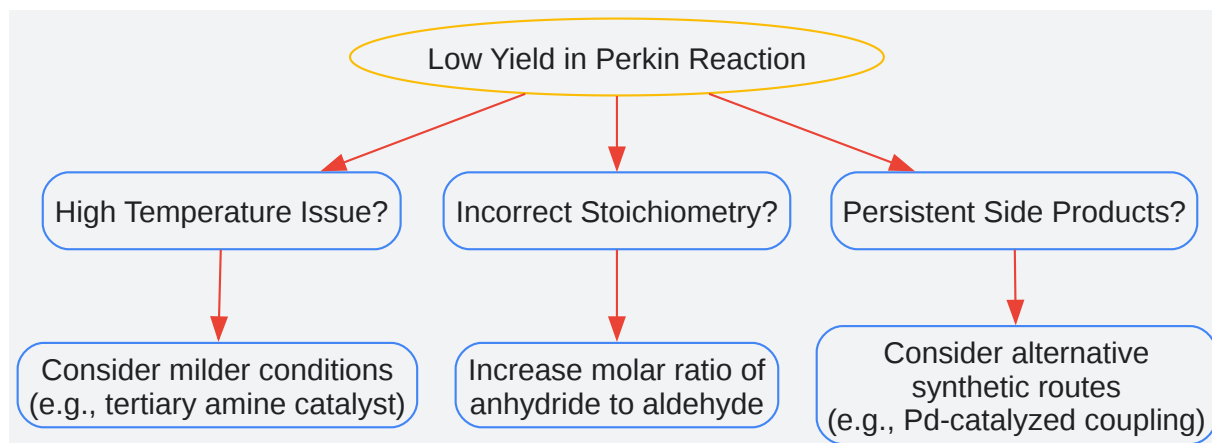 Low Yield in Perkin Reaction
High Temperature Issue?
Incorrect Stoichiometry?
Persistent Side Products?
Consider milder conditions
(e.g., tertiary amine catalyst)
Increase molar ratio of
anhydride to aldehyde
Consider alternative
synthetic routes
(e.g., Pd-catalyzed coupling)